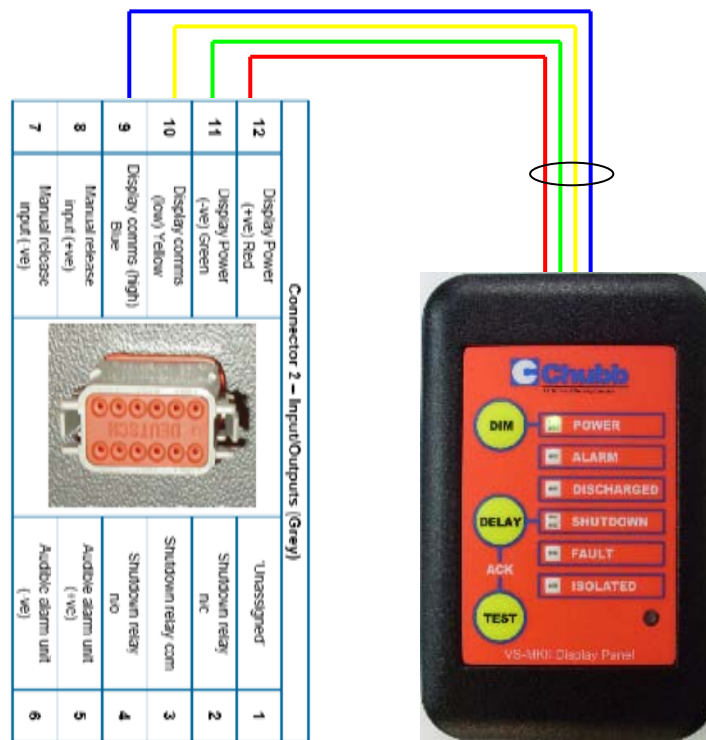 Connector 2 – Input/Outputs (Grey)
12
Display Power
(+ve) Red
11
Display Power
(-ve) Green
10
Display comms
(low) Yellow
9
Display comms (high)
Blue
8
Manual release
input (+ve)
7
Manual release
input (-ve)
DEUTSCH
'Unassigned'
1
Shutdown relay
n/c
2
Shutdown relay com
3
Shutdown relay
n/o
4
Audible alarm unit
(+ve)
5
Audible alarm unit
(-ve)
6
Chubb
DIM
POWER
ALARM
DISCHARGED
DELAY
SHUTDOWN
FAULT
ACK
ISOLATED
TEST
VS-MKII Display Panel